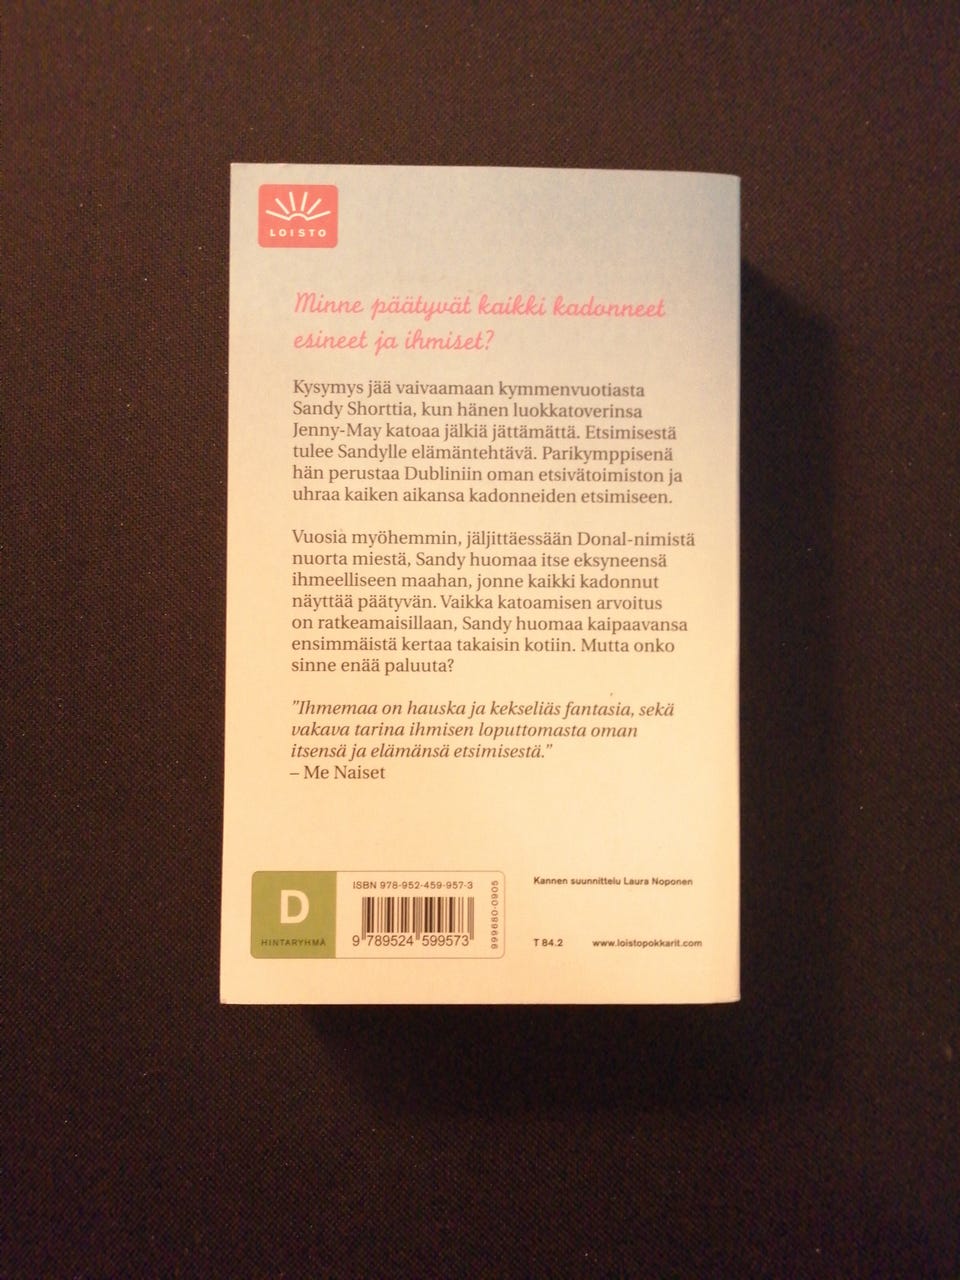 LOISTO
Minne päätyvät kaikki kadonneet
esineet ja ihmiset?
Kysymys jää vaivaamaan kymmenvuotiasta
Sandy Shorttia, kun hänen luokkatoverinsa
Jenny-May katoaa jälkiä jättämättä. Etsimisestä
tulee Sandylle elämäntehtävä. Parikymppisenä
hän perustaa Dubliniin oman etsivätoimiston ja
uhraa kaiken aikansa kadonneiden etsimiseen.
Vuosia myöhemmin, jäljittäessään Donal-nimistä
nuorta miestä, Sandy huomaa itse eksyneensä
ihmeelliseen maahan, jonne kaikki kadonnut
näyttää päätyvän. Vaikka katoamisen arvoitus
on ratkeamaisillaan, Sandy huomaa kaipaavansa
ensimmäistä kertaa takaisin kotiin. Mutta onko
sinne enää paluuta?
"Ihmemaa on hauska ja kekseliäs fantasia, sekä
vakava tarina ihmisen loputtomasta oman
itsensä ja elämänsä etsimisestä."
– Me Naiset
D
HINTARYHMÄ
ISBN 978-952-459-957-3
9 789524 599573
999680-0905
Kannen suunnittelu Laura Noponen
T 84.2 www.loistopokkarit.com